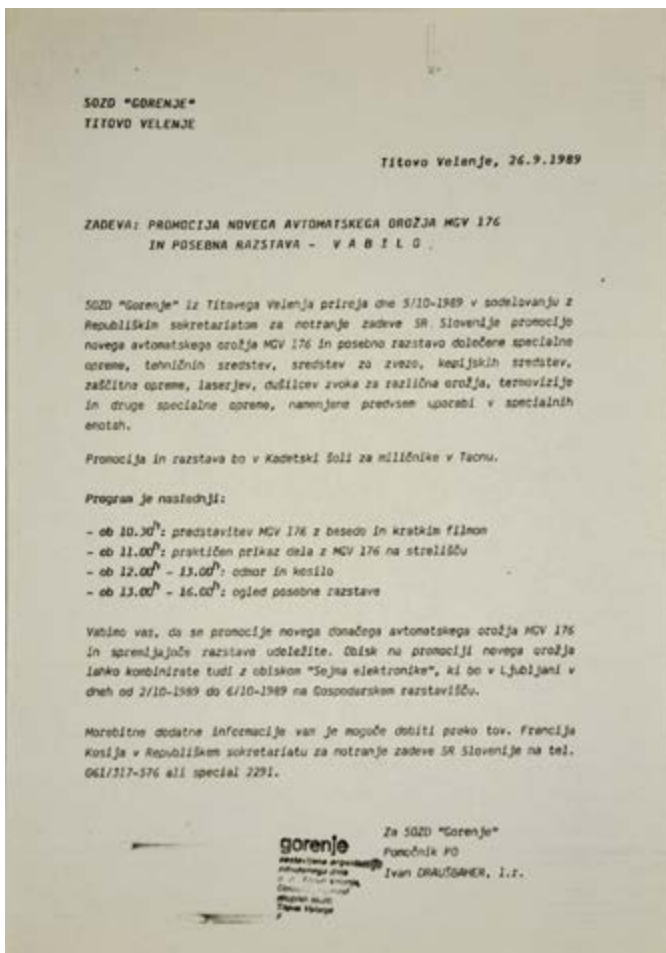 SOZD "GORENJE"
TITOVO VELENJE
Titovo Velenje, 26.9.1989
ZADEVA: PROMOCIJA NOVEGA AVTOMATSKEGA OROŽJA MGV 176
IN POSEBNA RAZSTAVA - V A B I L O
SOZD "Gorenje" iz Titovega Velenja prireja dne 5/10-1989 v sodelovanju z
Republiškim sekretariatom za notranje zadeve SR Slovenije promocijo
novega avtomatskega orožja MGV 176 in posebno razstavo določene specialne
opreme, tehničnih sredstev, sredstev za zvezo, kemijskih sredstev,
zaščitne opreme, laserjev, dušilcev zvoka za različna orožja, termovizije
in druge specialne opreme, namenjene predvsem uporabi v specialnih
enotah.
Promocija in razstava bo v Kadetski šoli za miličnike v Tacnu.
Program je naslednji:
- ob 10.30h: predstavitev MGV 176 z besedo in kratkim filmom
- ob 11.00h: praktičen prikaz dela z MGV 176 na strelišču
- ob 12.00h - 13.00h: odmor in kosilo
- ob 13.00h - 16.00h: ogled posebne razstave
Vabimo vas, da se promocije novega domačega avtomatskega orožja MGV 176
in spremljajoče razstave udeležite. Obisk na promociji novega orožja
lahko kombinirate tudi z obiskom "Sejma elektronike", ki bo v Ljubljani v
dneh od 2/10-1989 do 6/10-1989 na Gospodarskem razstavišču.
Morebitne dodatne informacije vam je mogoče dobiti preko tov. Francija
Kosija v Republiškem sekretariatu za notranje zadeve SR Slovenije na tel.
061/317-576 ali special 2291.
Za SOZD "Gorenje"
Pomočnik PO
Ivan DRAUŠBAHER, l.r.
gorenje
Titovo Velenje